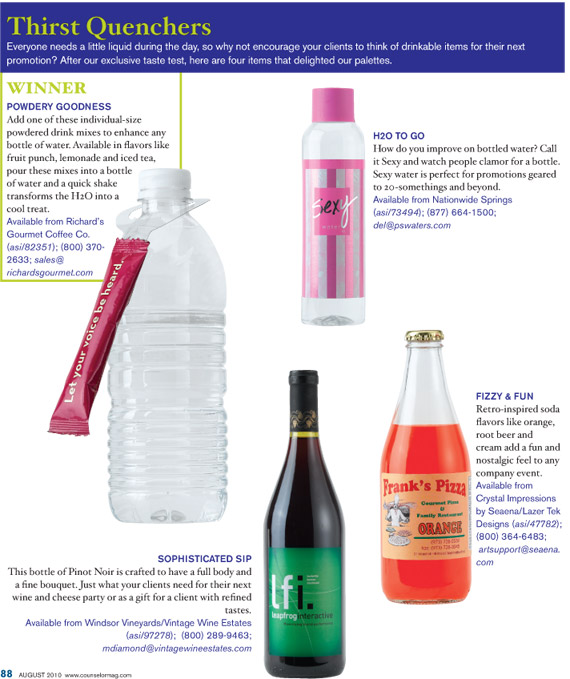 Thirst Quenchers
Everyone needs a little liquid during the day, so why not encourage your clients to think of drinkable items for their next
promotion? After our exclusive taste test, here are four items that delighted our palettes.
WINNER
POWDERY GOODNESS
Add one of these individual-size
powdered drink mixes to enhance any
bottle of water. Available in flavors like
fruit punch, lemonade and iced tea,
pour these mixes into a bottle
of water and a quick shake
transforms the H2O into a
cool treat.
Available from Richard's
Gourmet Coffee Co.
(asi/82351); (800) 370-
2633; sales@
richardsgourmet.com
Let your voice be heard.
sexy
H2O TO GO
How do you improve on bottled water? Call
it Sexy and watch people clamor for a bottle.
Sexy water is perfect for promotions geared
to 20-somethings and beyond.
Available from Nationwide Springs
(asi/73494); (877) 664-1500;
del@pswaters.com
FIZZY & FUN
Retro-inspired soda
flavors like orange,
root beer and
cream add a fun and
nostalgic feel to any
company event.
Available from
Crystal Impressions
by Seaena/Lazer Tek
Designs (asi/47782);
(800) 364-6483;
artsupport@seaena.
com
Frank's Pizza
Gourmet Pizza
&
Family Restaurant
ORANGE
SOPHISTICATED SIP
This bottle of Pinot Noir is crafted to have a full body and
a fine bouquet. Just what your clients need for their next
wine and cheese party or as a gift for a client with refined
tastes.
Available from Windsor Vineyards/Vintage Wine Estates
(asi/97278); (800) 289-9463;
mdiamond@vintagewineestates.com
lfi.
leapfroginteractive
88 AUGUST 2010 www.counselormag.com